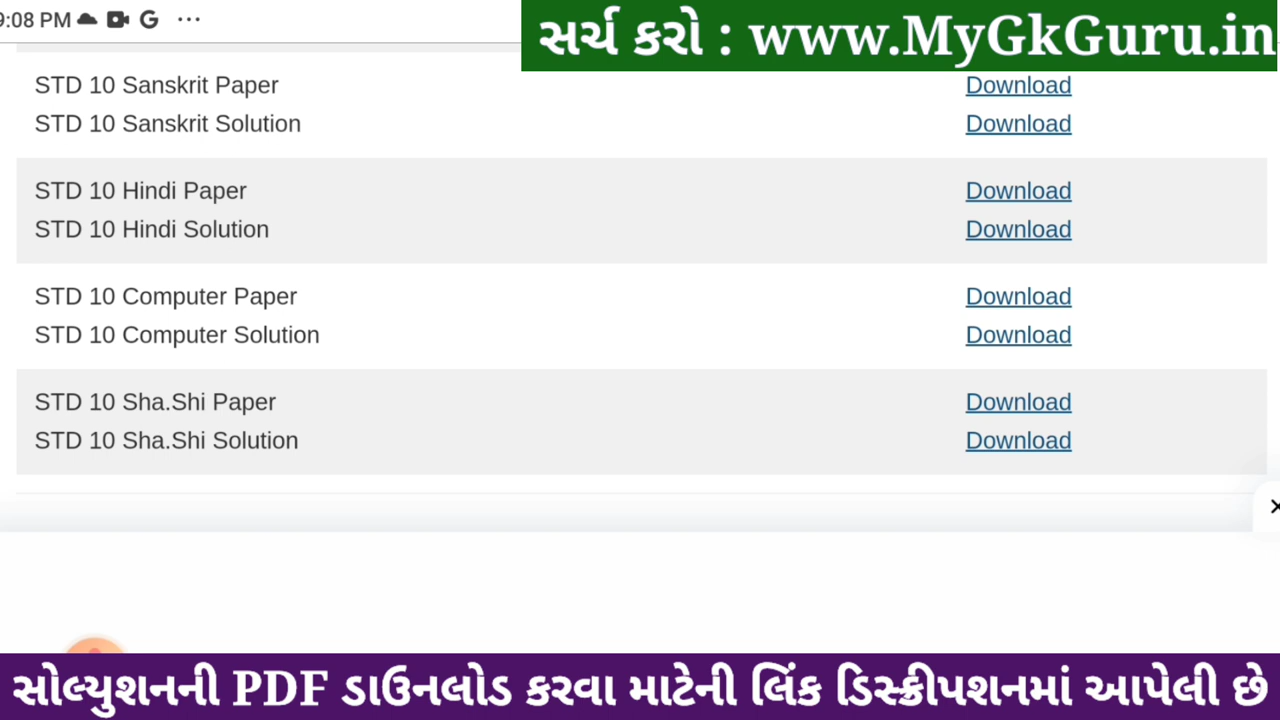 9:08 PM
સર્ચ કરો : www.MyGkGuru.in
STD 10 Sanskrit Paper Download
STD 10 Sanskrit Solution Download
STD 10 Hindi Paper Download
STD 10 Hindi Solution Download
STD 10 Computer Paper Download
STD 10 Computer Solution Download
STD 10 Sha.Shi Paper Download
STD 10 Sha.Shi Solution Download
સોલ્યુશનની PDF ડાઉનલોડ કરવા માટેની લિંક ડિસ્ક્રીપશનમાં આપેલી છે